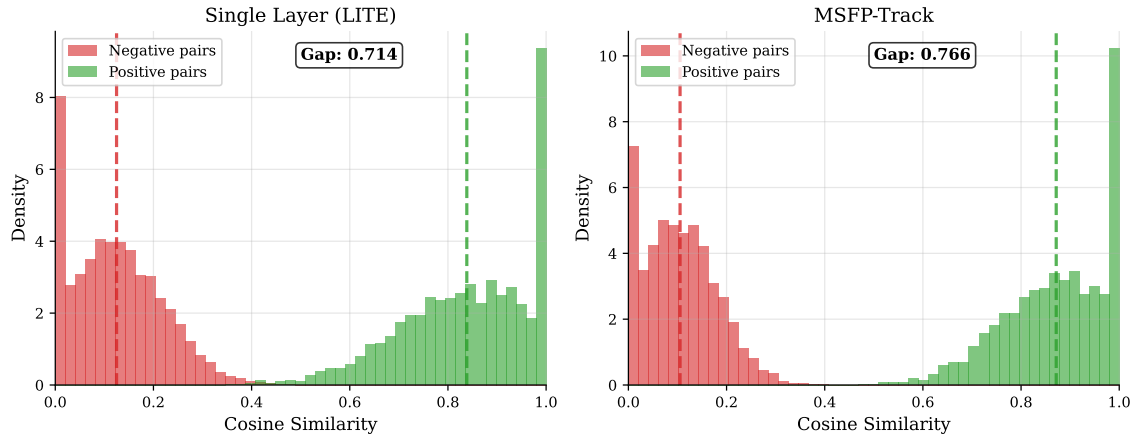 Single Layer (LITE)
Negative pairs
Positive pairs
Gap: 0.714
Density
0
2
4
6
8
0.0
0.2
0.4
0.6
0.8
1.0
Cosine Similarity
MSFP-Track
Negative pairs
Positive pairs
Gap: 0.766
Density
0
2
4
6
8
10
0.0
0.2
0.4
0.6
0.8
1.0
Cosine Similarity